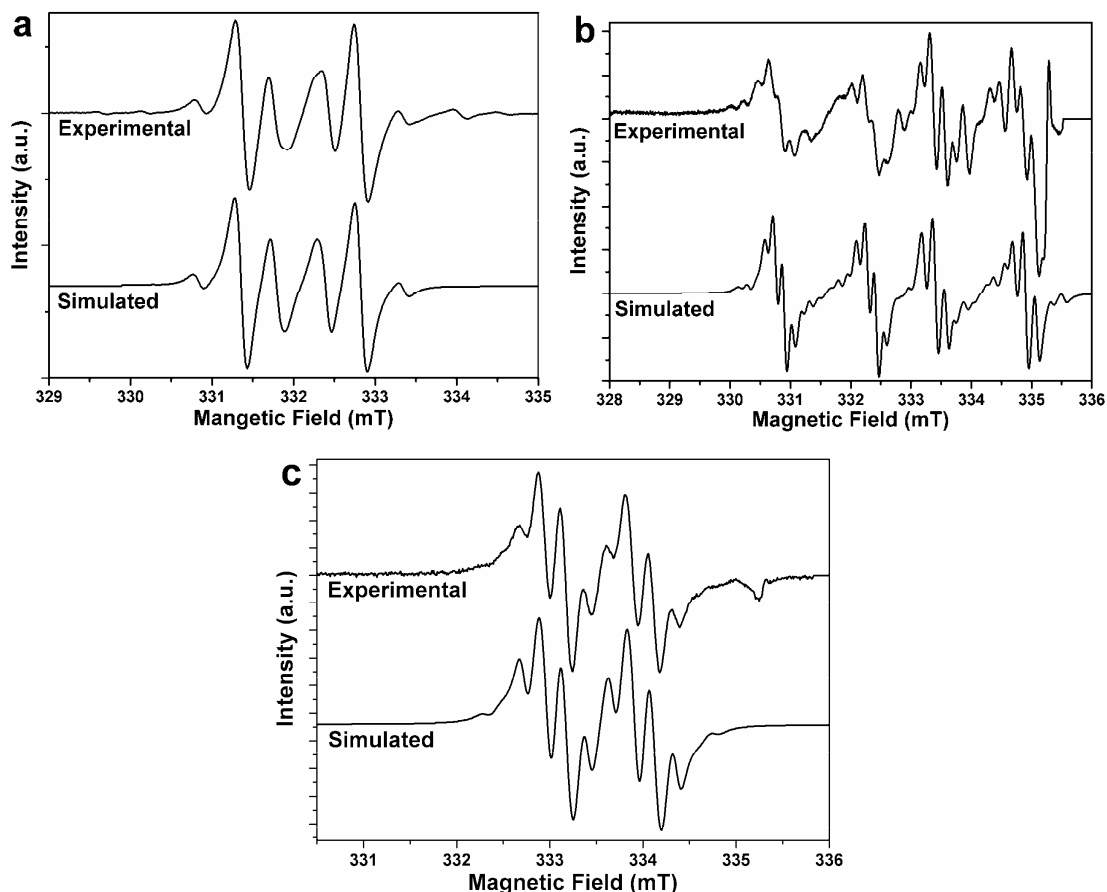 a
Intensity (a.u.)
Experimental
Simulated
329 330 331 332 333 334 335
Mangetic Field (mT)
b
Intensity (a.u.)
Experimental
Simulated
328 329 330 331 332 333 334 335 336
Magnetic Field (mT)
c
Intensity (a.u.)
Experimental
Simulated
331 332 333 334 335 336
Magnetic Field (mT)